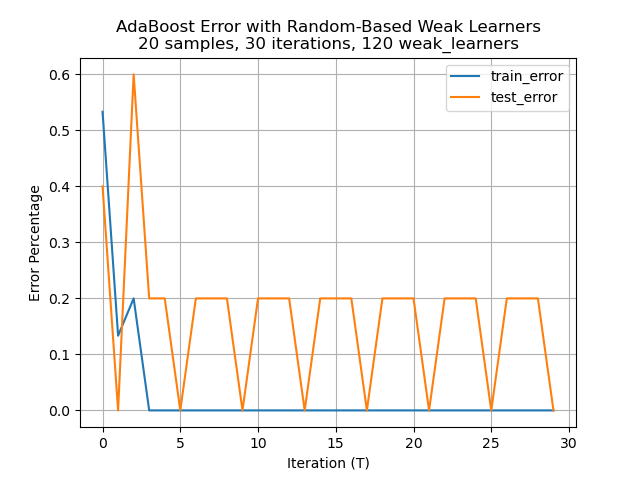 AdaBoost Error with Random-Based Weak Learners
20 samples, 30 iterations, 120 weak_learners
train_error
test_error
Error Percentage
0.6
0.5
0.4
0.3
0.2
0.1
0.0
0 5 10 15 20 25 30
Iteration (T)